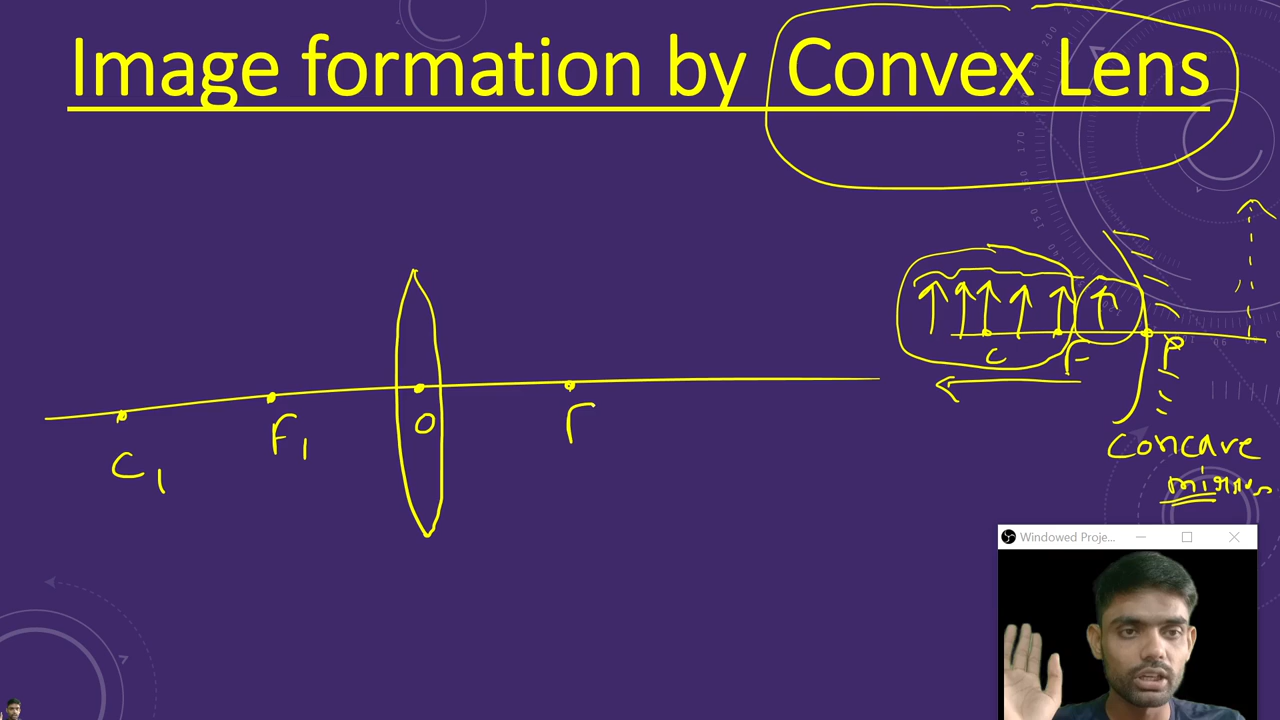 Image formation by Convex Lens
C F P
C1 F1 O
Concave
mirror
Windowed Proje...